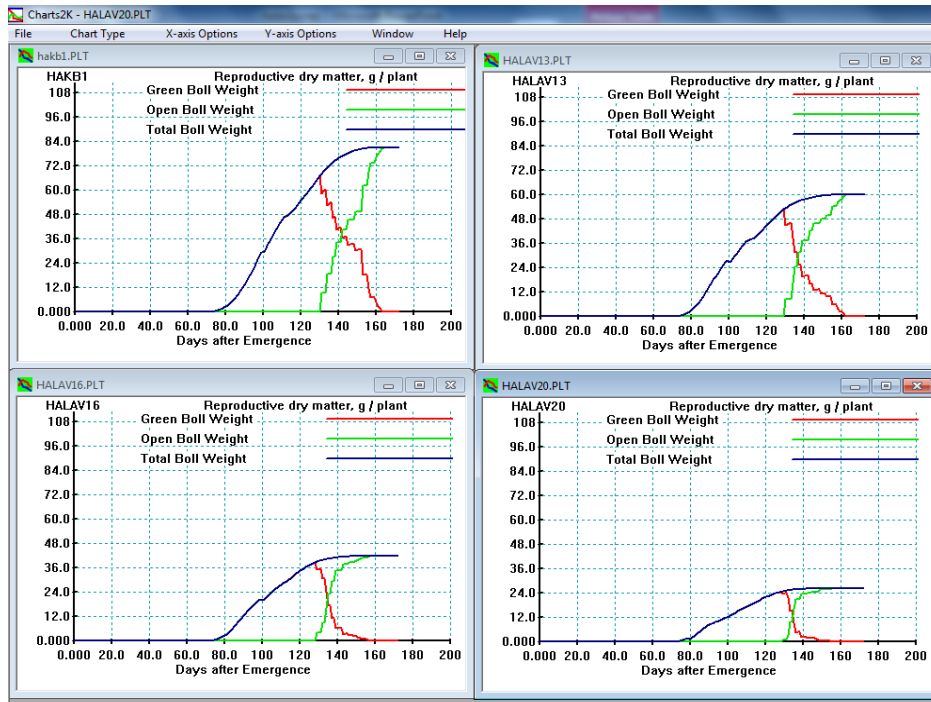 Charts2K - HALAV20.PLT
File Chart Type X-axis Options Y-axis Options Window Help
hakb1.PLT
HAKB1 Reproductive dry matter, g / plant
108 Green Boll Weight
96.0 Open Boll Weight
Total Boll Weight
84.0
72.0
60.0
48.0
36.0
24.0
12.0
0.000
0.000 20.0 40.0 60.0 80.0 100 120 140 160 180 200
Days after Emergence
HALAV13.PLT
HALAV13 Reproductive dry matter, g / plant
108 Green Boll Weight
96.0 Open Boll Weight
Total Boll Weight
84.0
72.0
60.0
48.0
36.0
24.0
12.0
0.000
0.000 20.0 40.0 60.0 80.0 100 120 140 160 180 200
Days after Emergence
HALAV16.PLT
HALAV16 Reproductive dry matter, g / plant
108 Green Boll Weight
96.0 Open Boll Weight
Total Boll Weight
84.0
72.0
60.0
48.0
36.0
24.0
12.0
0.000
0.000 20.0 40.0 60.0 80.0 100 120 140 160 180 200
Days after Emergence
HALAV20.PLT
HALAV20 Reproductive dry matter, g / plant
108 Green Boll Weight
96.0 Open Boll Weight
Total Boll Weight
84.0
72.0
60.0
48.0
36.0
24.0
12.0
0.000
0.000 20.0 40.0 60.0 80.0 100 120 140 160 180 200
Days after Emergence